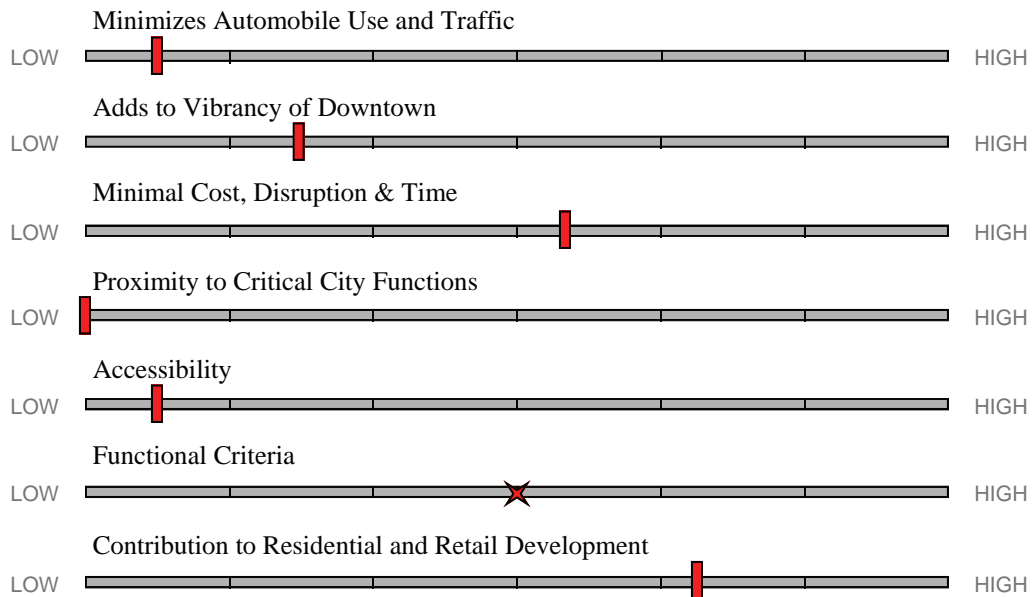 Minimizes Automobile Use and Traffic
LOW HIGH
Adds to Vibrancy of Downtown
LOW HIGH
Minimal Cost, Disruption & Time
LOW HIGH
Proximity to Critical City Functions
LOW HIGH
Accessibility
LOW HIGH
Functional Criteria
LOW HIGH
Contribution to Residential and Retail Development
LOW HIGH